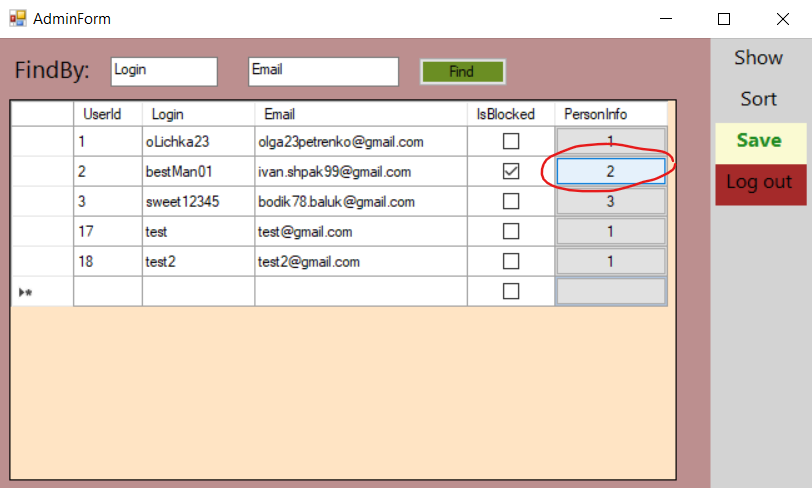 AdminForm
FindBy: Login Email Find
Show
Sort
Save
Log out
UserId Login Email IsBlocked PersonInfo
1 oLichka23 olga23petrenko@gmail.com 1
2 bestMan01 ivan.shpak99@gmail.com 2
3 sweet12345 bodik78.baluk@gmail.com 3
17 test test@gmail.com 1
18 test2 test2@gmail.com 1